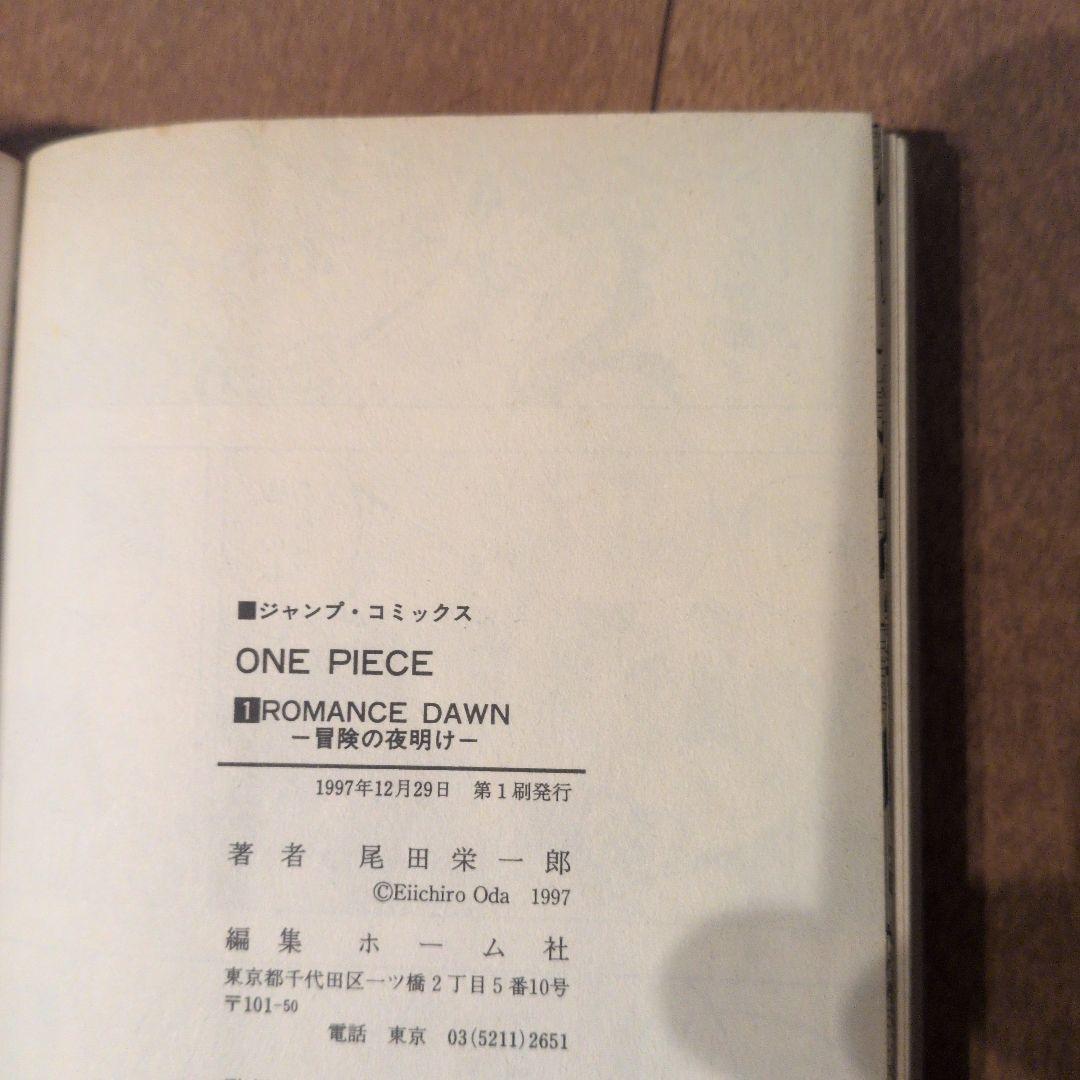 ■ジャンプ・コミックス
ONE PIECE
1 ROMANCE DAWN
－冒険の夜明け－
1997年12月29日 第1刷発行
著者 尾田栄一郎
©Eiichiro Oda 1997
編集 ホーム社
東京都千代田区一ツ橋2丁目5番10号
〒101-50
電話 東京 03(5211)2651